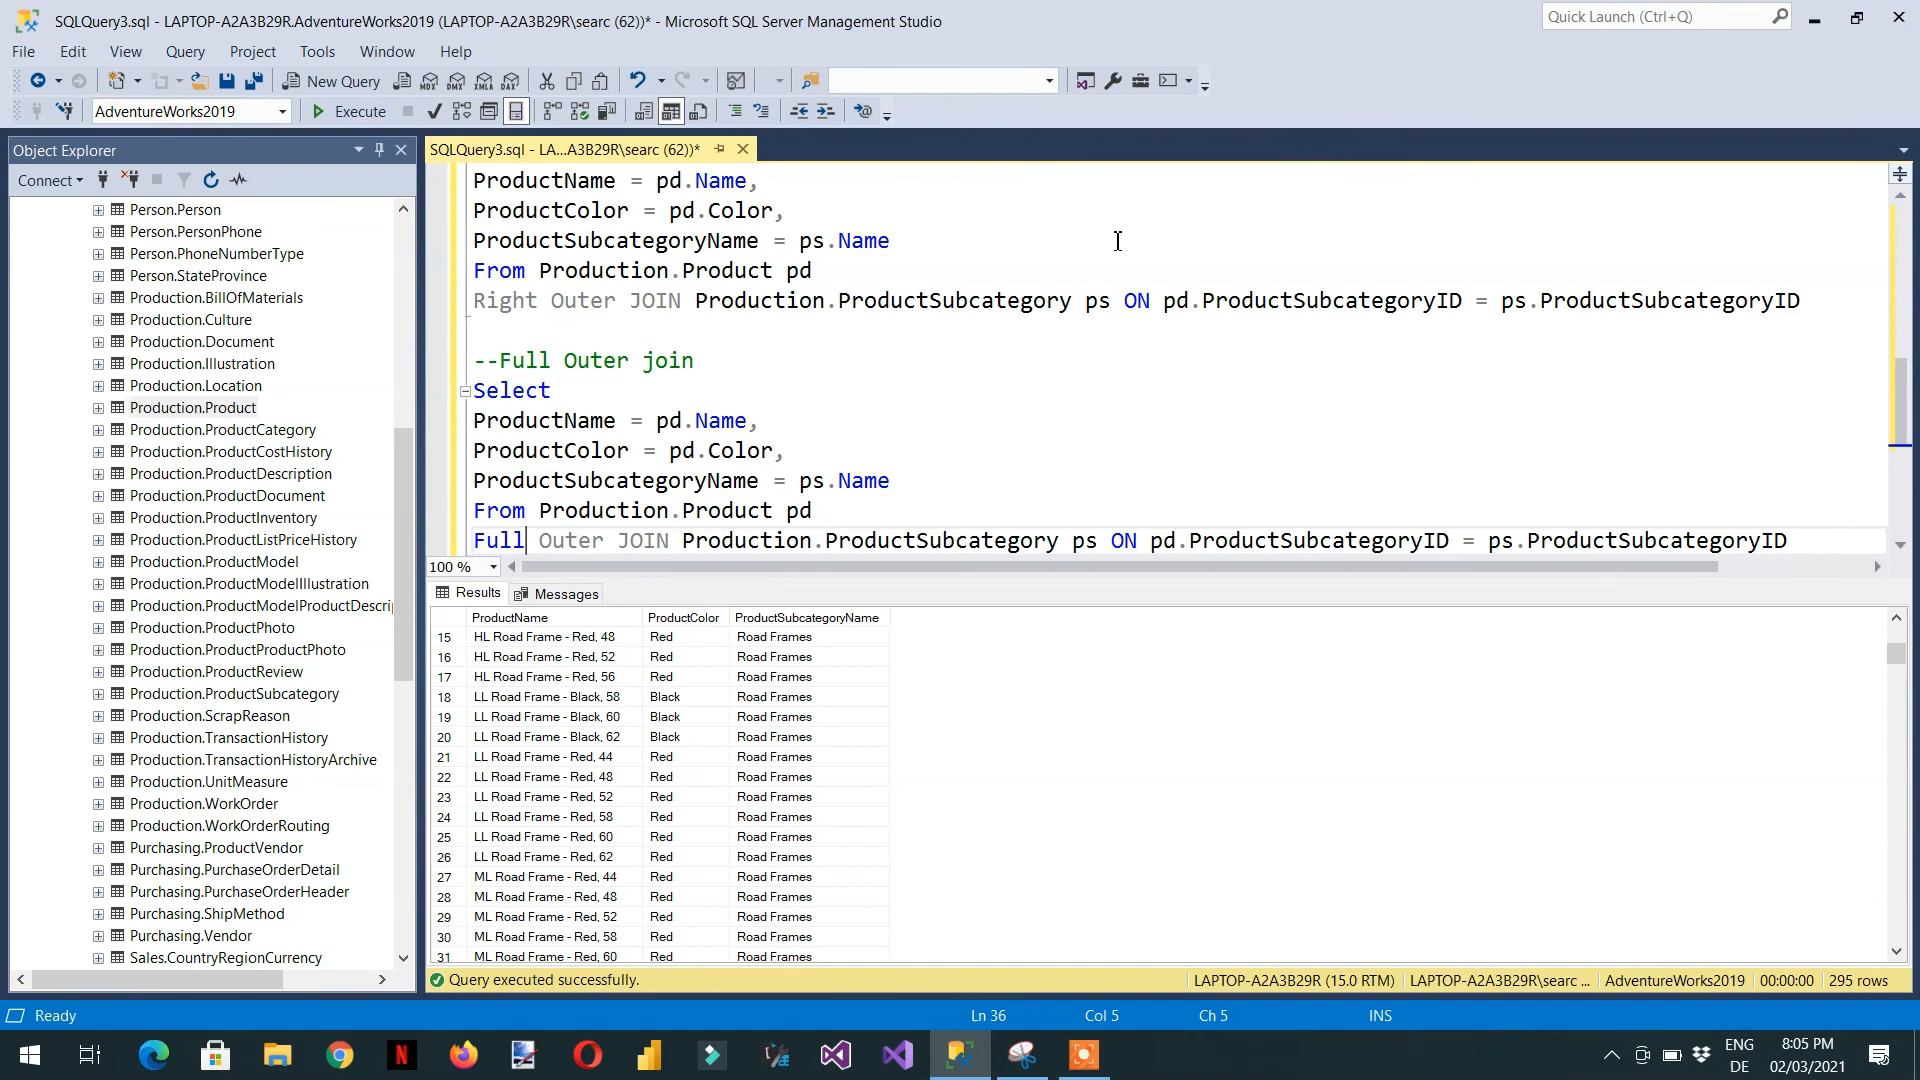 SQLQuery3.sql - LAPTOP-A2A3B29R.AdventureWorks2019 (LAPTOP-A2A3B29R\searc (62))* - Microsoft SQL Server Management Studio
Quick Launch (Ctrl+Q)
File Edit View Query Project Tools Window Help
New Query MDX DMX XMLA DAX
AdventureWorks2019 Execute
Object Explorer
Connect
Person.Person
Person.PersonPhone
Person.PhoneNumberType
Person.StateProvince
Production.BillOfMaterials
Production.Culture
Production.Document
Production.Illustration
Production.Location
Production.Product
Production.ProductCategory
Production.ProductCostHistory
Production.ProductDescription
Production.ProductDocument
Production.ProductInventory
Production.ProductListPriceHistory
Production.ProductModel
Production.ProductModelIllustration
Production.ProductModelProductDescri
Production.ProductPhoto
Production.ProductProductPhoto
Production.ProductReview
Production.ProductSubcategory
Production.ScrapReason
Production.TransactionHistory
Production.TransactionHistoryArchive
Production.UnitMeasure
Production.WorkOrder
Production.WorkOrderRouting
Purchasing.ProductVendor
Purchasing.PurchaseOrderDetail
Purchasing.PurchaseOrderHeader
Purchasing.ShipMethod
Purchasing.Vendor
Sales.CountryRegionCurrency
SQLQuery3.sql - LA...A3B29R\searc (62))*
ProductName = pd.Name,
ProductColor = pd.Color,
ProductSubcategoryName = ps.Name
From Production.Product pd
Right Outer JOIN Production.ProductSubcategory ps ON pd.ProductSubcategoryID = ps.ProductSubcategoryID
--Full Outer join
Select
ProductName = pd.Name,
ProductColor = pd.Color,
ProductSubcategoryName = ps.Name
From Production.Product pd
Full Outer JOIN Production.ProductSubcategory ps ON pd.ProductSubcategoryID = ps.ProductSubcategoryID
100 %
Results Messages
ProductName ProductColor ProductSubcategoryName
15 HL Road Frame - Red, 48 Red Road Frames
16 HL Road Frame - Red, 52 Red Road Frames
17 HL Road Frame - Red, 56 Red Road Frames
18 LL Road Frame - Black, 58 Black Road Frames
19 LL Road Frame - Black, 60 Black Road Frames
20 LL Road Frame - Black, 62 Black Road Frames
21 LL Road Frame - Red, 44 Red Road Frames
22 LL Road Frame - Red, 48 Red Road Frames
23 LL Road Frame - Red, 52 Red Road Frames
24 LL Road Frame - Red, 58 Red Road Frames
25 LL Road Frame - Red, 60 Red Road Frames
26 LL Road Frame - Red, 62 Red Road Frames
27 ML Road Frame - Red, 44 Red Road Frames
28 ML Road Frame - Red, 48 Red Road Frames
29 ML Road Frame - Red, 52 Red Road Frames
30 ML Road Frame - Red, 58 Red Road Frames
31 ML Road Frame - Red, 60 Red Road Frames
Query executed successfully. LAPTOP-A2A3B29R (15.0 RTM) LAPTOP-A2A3B29R\searc ... AdventureWorks2019 00:00:00 295 rows
Ready Ln 36 Col 5 Ch 5 INS
N
ENG
DE
8:05 PM
02/03/2021